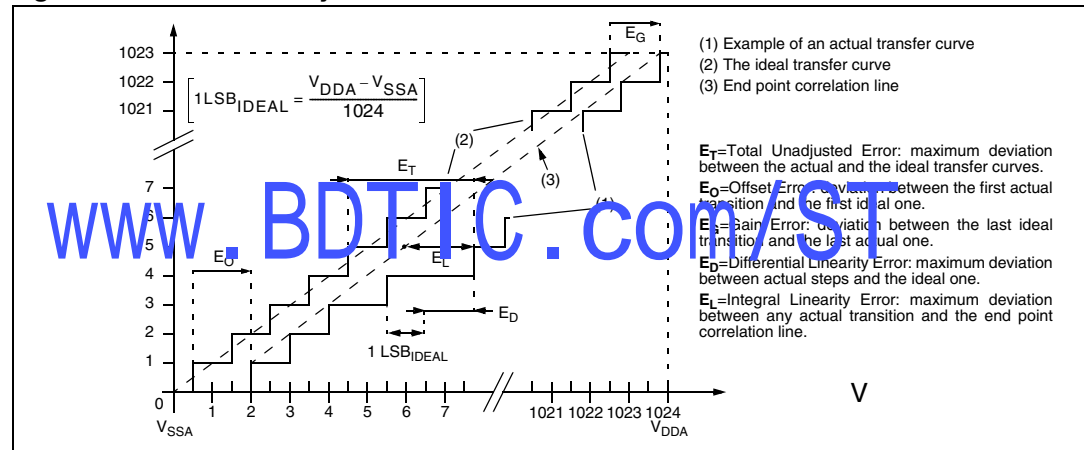 E_G
1023
1022
1021
1LSB_IDEAL = V_DDA – V_SSA / 1024
(1) Example of an actual transfer curve
(2) The ideal transfer curve
(3) End point correlation line
(2)
E_T
(3)
(1)
E_T=Total Unadjusted Error: maximum deviation
between the actual and the ideal transfer curves.
E_O=Offset Error: deviation between the first actual
transition and the first ideal one.
E_G=Gain Error: deviation between the last ideal
transition and the last actual one.
E_D=Differential Linearity Error: maximum deviation
between actual steps and the ideal one.
E_L=Integral Linearity Error: maximum deviation
between any actual transition and the end point
correlation line.
www.BDTIC.com/ST
7
6
5
4
3
2
1
E_O
E_L
E_D
1 LSB_IDEAL
0
1 2 3 4 5 6 7 1021 1022 1023 1024
V_SSA
V_DDA
V